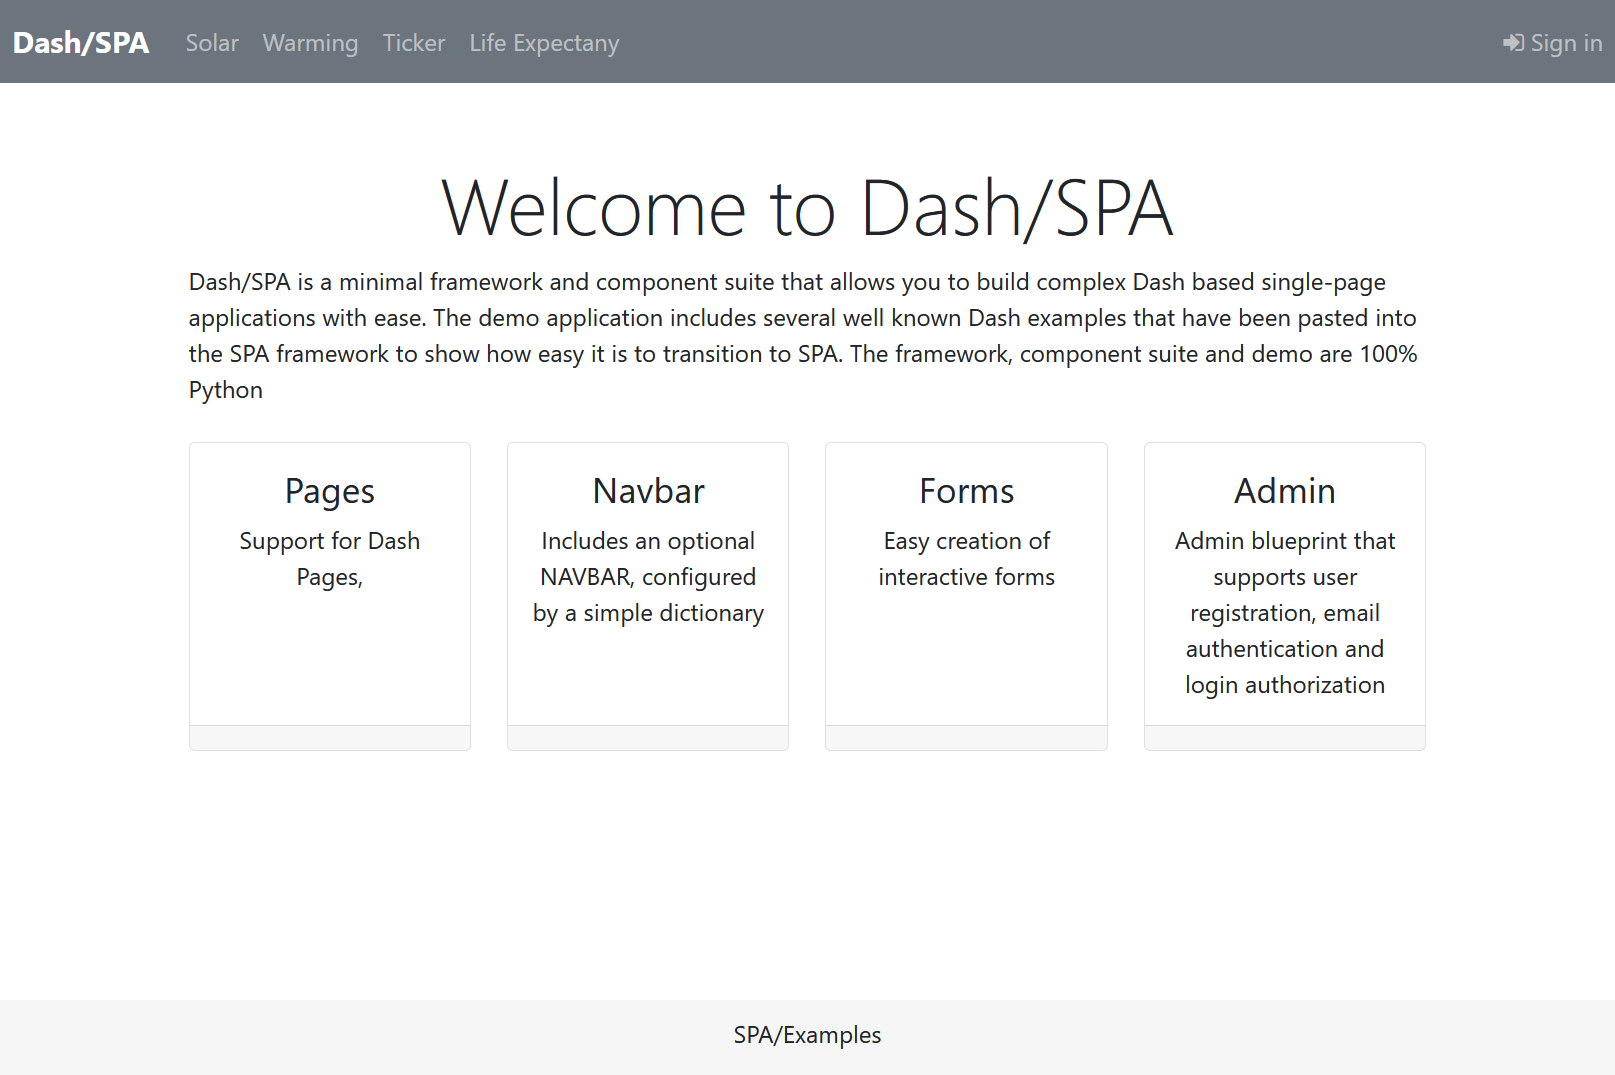 Dash/SPA Solar Warming Ticker Life Expectany Sign in
Welcome to Dash/SPA
Dash/SPA is a minimal framework and component suite that allows you to build complex Dash based single-page
applications with ease. The demo application includes several well known Dash examples that have been pasted into
the SPA framework to show how easy it is to transition to SPA. The framework, component suite and demo are 100%
Python
Pages
Support for Dash
Pages,
Navbar
Includes an optional
NAVBAR, configured
by a simple dictionary
Forms
Easy creation of
interactive forms
Admin
Admin blueprint that
supports user
registration, email
authentication and
login authorization
SPA/Examples